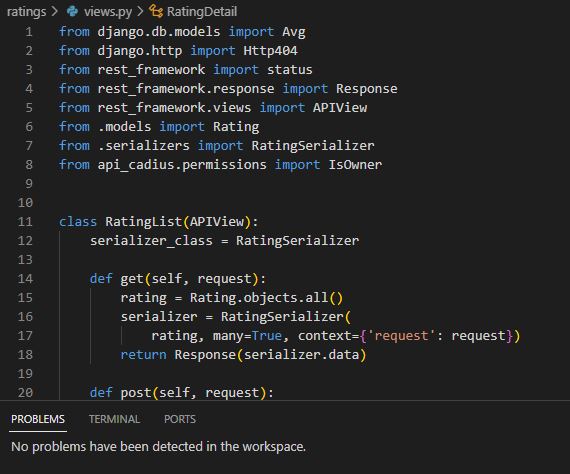 ratings > views.py > RatingDetail
1 from django.db.models import Avg
2 from django.http import Http404
3 from rest_framework import status
4 from rest_framework.response import Response
5 from rest_framework.views import APIView
6 from .models import Rating
7 from .serializers import RatingSerializer
8 from api_cadius.permissions import IsOwner
9
10
11 class RatingList(APIView):
12     serializer_class = RatingSerializer
13
14     def get(self, request):
15         rating = Rating.objects.all()
16         serializer = RatingSerializer(
17             rating, many=True, context={'request': request})
18         return Response(serializer.data)
19
20     def post(self, request):
PROBLEMS TERMINAL PORTS
No problems have been detected in the workspace.